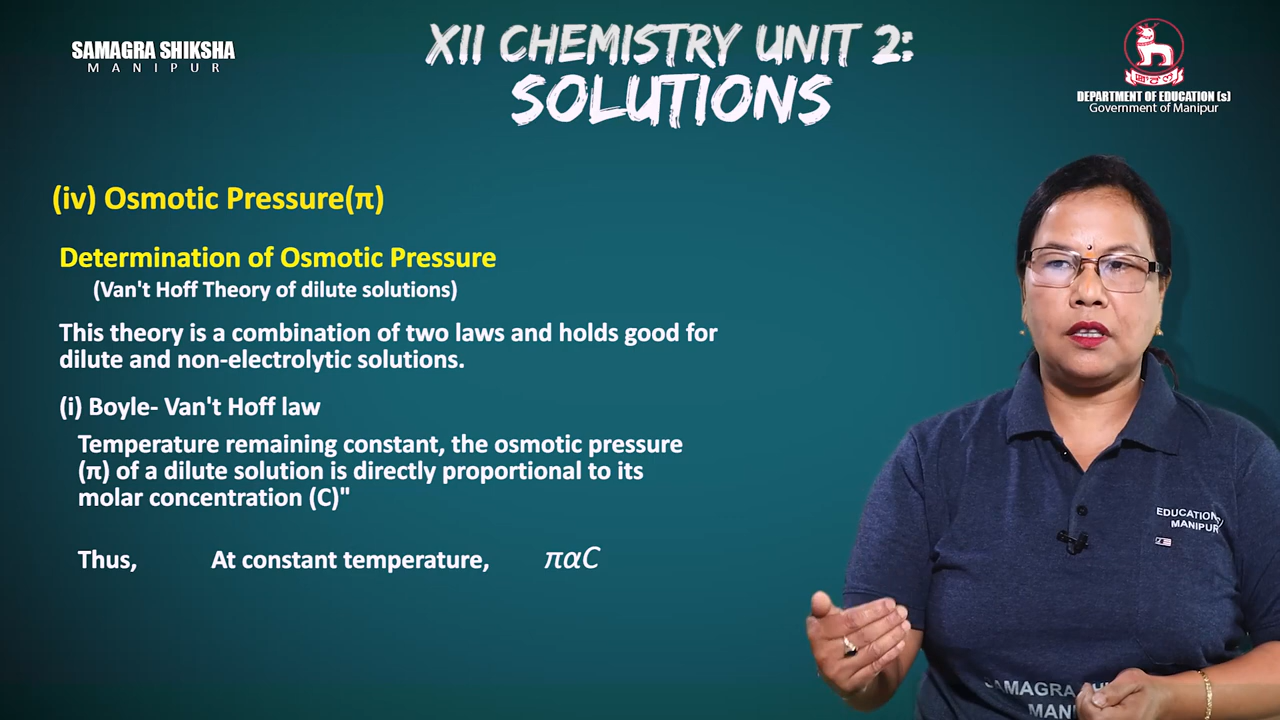 SAMAGRA SHIKSHA
MANIPUR
XII CHEMISTRY UNIT 2:
SOLUTIONS
DEPARTMENT OF EDUCATION (S)
Government of Manipur
(iv) Osmotic Pressure(π)
Determination of Osmotic Pressure
(Van't Hoff Theory of dilute solutions)
This theory is a combination of two laws and holds good for
dilute and non-electrolytic solutions.
(i) Boyle- Van't Hoff law
Temperature remaining constant, the osmotic pressure
(π) of a dilute solution is directly proportional to its
molar concentration (C)"
Thus, At constant temperature, παC
EDUCATION
MANIPUR
SAMAGRA